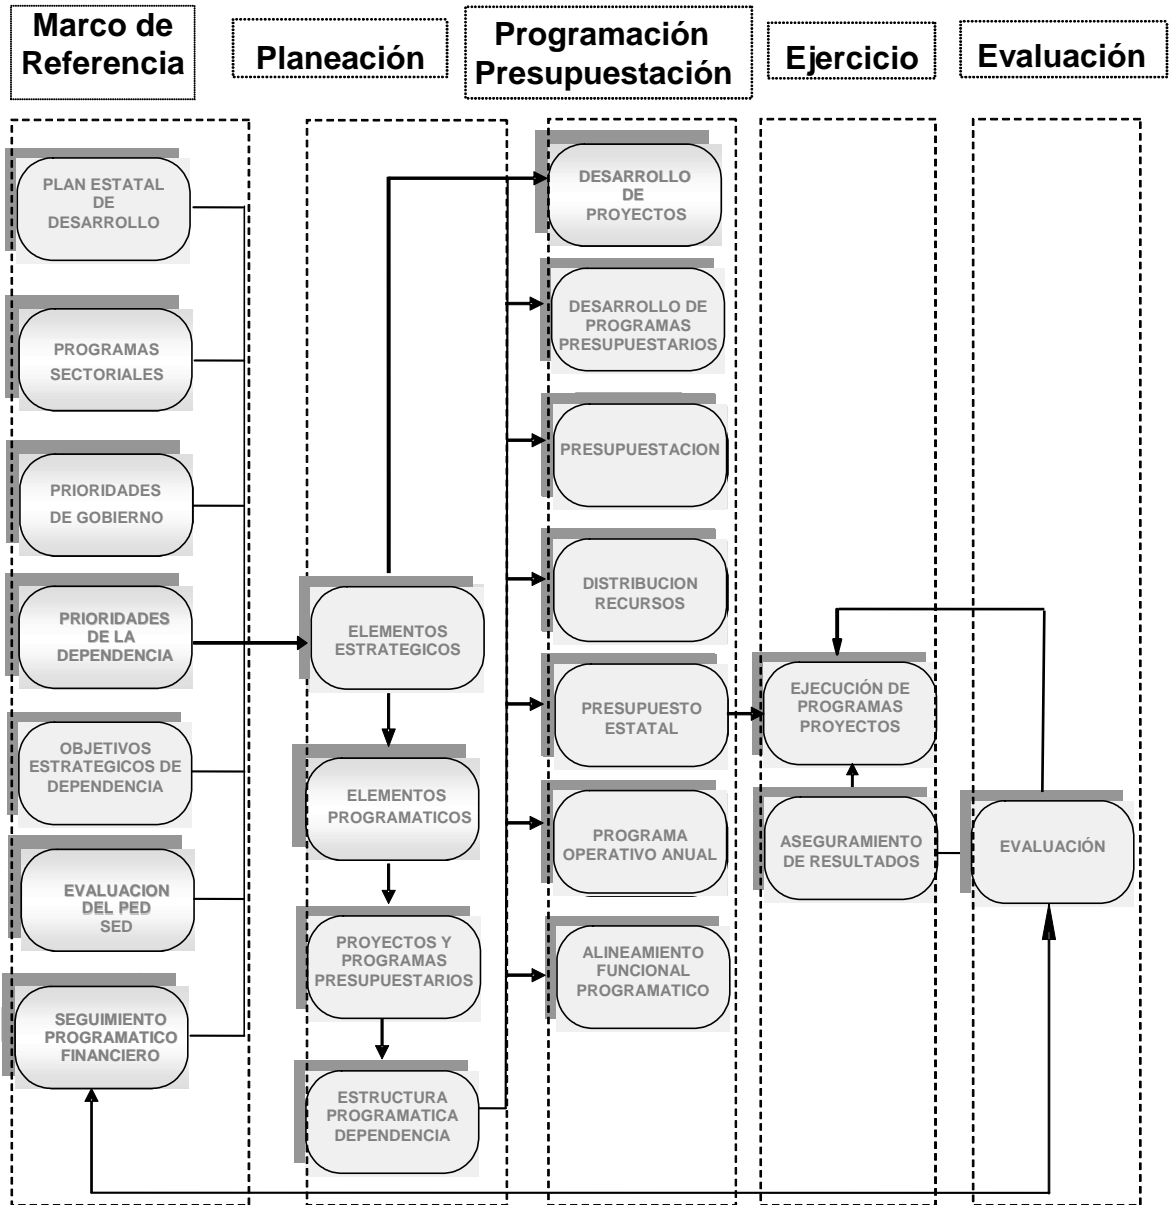 Marco de
Referencia
Planeación
Programación
Presupuestación
Ejercicio
Evaluación
PLAN ESTATAL
DE
DESARROLLO
PROGRAMAS
SECTORIALES
PRIORIDADES
DE GOBIERNO
PRIORIDADES
DE LA
DEPENDENCIA
OBJETIVOS
ESTRATEGICOS DE
DEPENDENCIA
EVALUACION
DEL PED
SED
SEGUIMIENTO
PROGRAMATICO
FINANCIERO
ELEMENTOS
ESTRATEGICOS
ELEMENTOS
PROGRAMATICOS
PROYECTOS Y
PROGRAMAS
PRESUPUESTARIOS
ESTRUCTURA
PROGRAMATICA
DEPENDENCIA
DESARROLLO
DE
PROYECTOS
DESARROLLO DE
PROGRAMAS
PRESUPUESTARIOS
PRESUPUESTACION
DISTRIBUCION
RECURSOS
PRESUPUESTO
ESTATAL
PROGRAMA
OPERATIVO ANUAL
ALINEAMIENTO
FUNCIONAL
PROGRAMATICO
EJECUCIÓN DE
PROGRAMAS
PROYECTOS
ASEGURAMIENTO
DE RESULTADOS
EVALUACIÓN